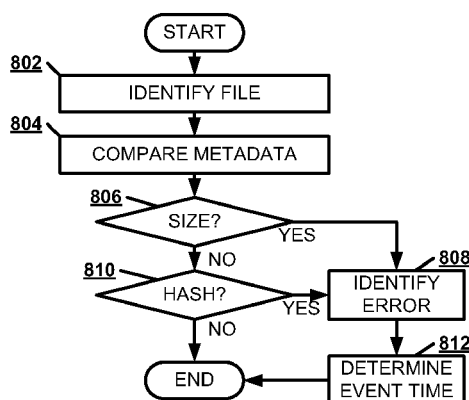 START
802
IDENTIFY FILE
804
COMPARE METADATA
806
SIZE?
YES
NO
810
HASH?
YES
NO
808
IDENTIFY
ERROR
812
DETERMINE
EVENT TIME
END